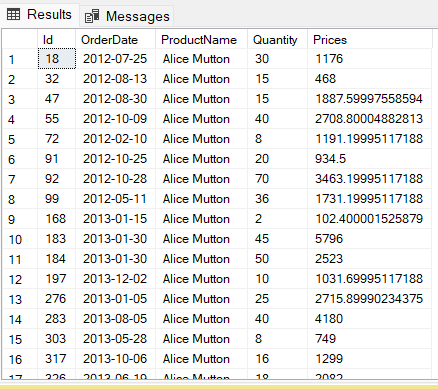 Results Messages
Id OrderDate ProductName Quantity Prices
1 18 2012-07-25 Alice Mutton 30 1176
2 32 2012-08-13 Alice Mutton 15 468
3 47 2012-08-30 Alice Mutton 15 1887.59997558594
4 55 2012-10-09 Alice Mutton 40 2708.80004882813
5 72 2012-02-10 Alice Mutton 8 1191.19995117188
6 91 2012-10-25 Alice Mutton 20 934.5
7 92 2012-10-28 Alice Mutton 70 3463.19995117188
8 99 2012-05-11 Alice Mutton 36 1731.19995117188
9 168 2013-01-15 Alice Mutton 2 102.400001525879
10 183 2013-01-30 Alice Mutton 45 5796
11 184 2013-01-30 Alice Mutton 50 2523
12 197 2013-12-02 Alice Mutton 10 1031.69995117188
13 276 2013-01-05 Alice Mutton 25 2715.89990234375
14 283 2013-08-05 Alice Mutton 40 4180
15 303 2013-05-28 Alice Mutton 8 749
16 317 2013-10-06 Alice Mutton 16 1299
17 326 2013-06-19 Alice Mutton 18 2082